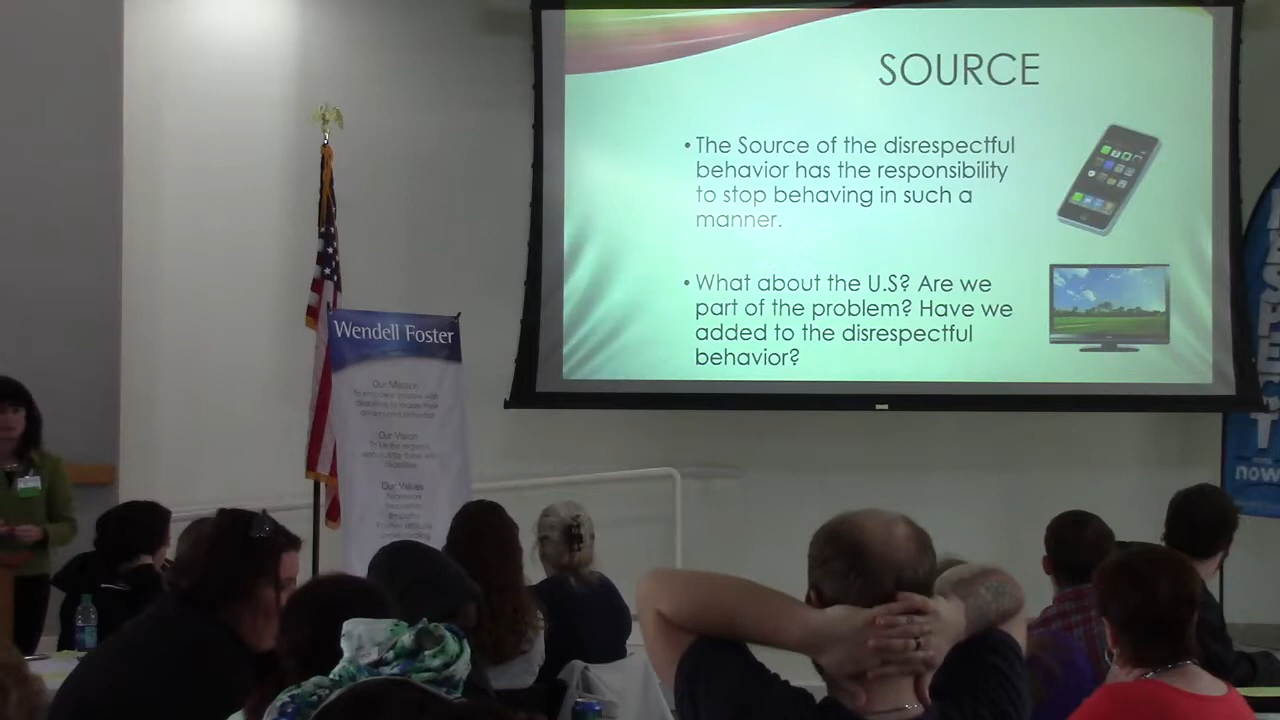 SOURCE
• The Source of the disrespectful
behavior has the responsibility
to stop behaving in such a
manner.
• What about the U.S? Are we
part of the problem? Have we
added to the disrespectful
behavior?
Wendell Foster
Our Mission
Our Vision
Our Values
now